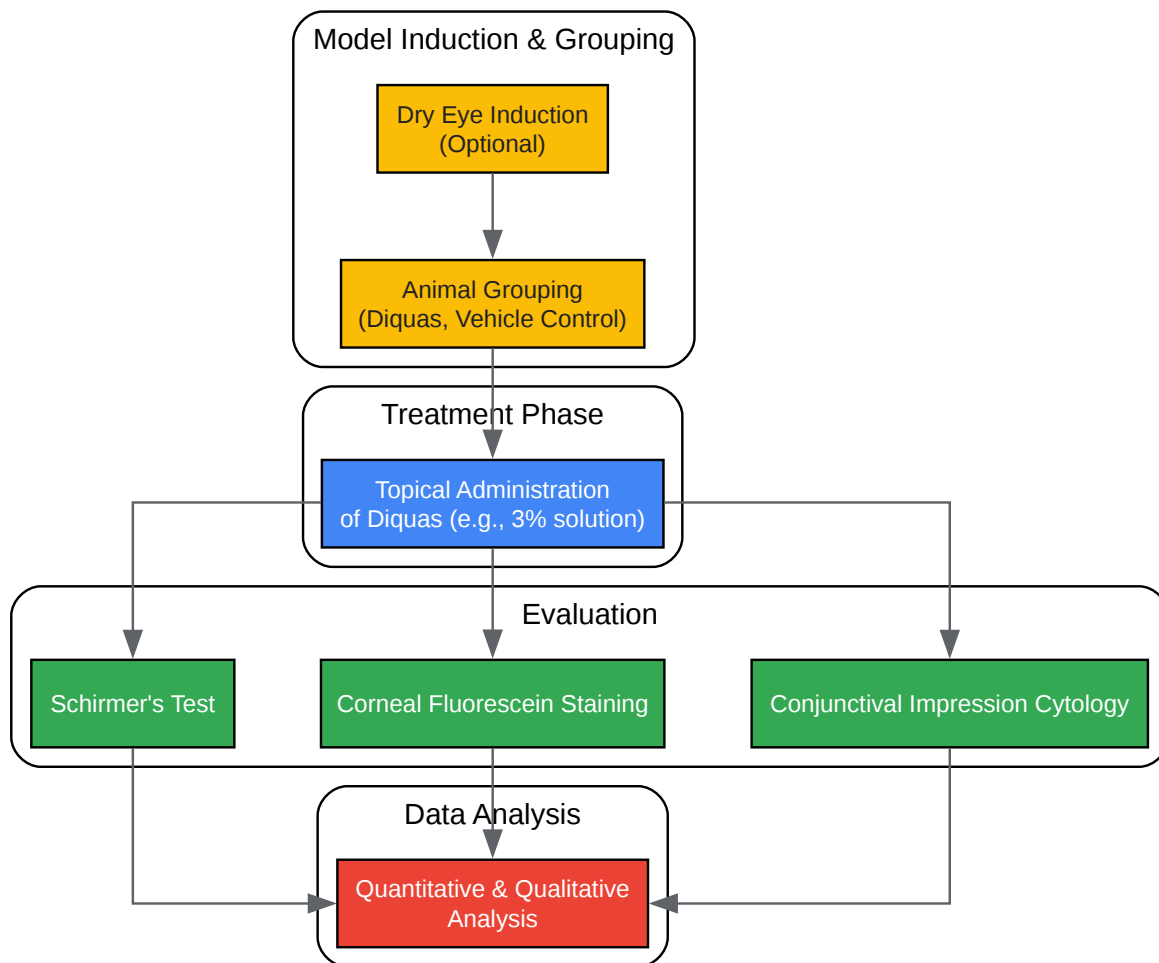 Model Induction & Grouping
Dry Eye Induction
(Optional)
Animal Grouping
(Diquas, Vehicle Control)
Treatment Phase
Topical Administration
of Diquas (e.g., 3% solution)
Evaluation
Schirmer's Test
Corneal Fluorescein Staining
Conjunctival Impression Cytology
Data Analysis
Quantitative & Qualitative
Analysis